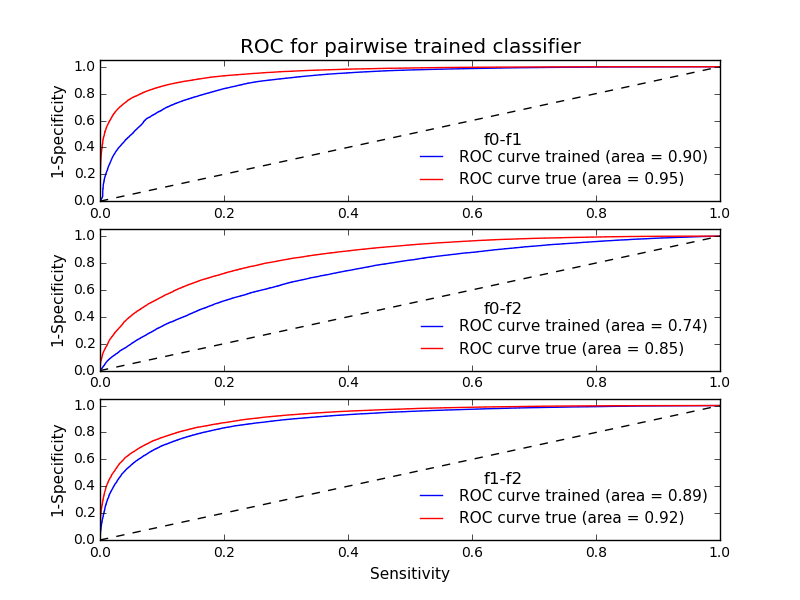 ROC for pairwise trained classifier
1.0
0.8
0.6
0.4
0.2
0.0
1-Specificity
f0-f1
ROC curve trained (area = 0.90)
ROC curve true (area = 0.95)
0.0 0.2 0.4 0.6 0.8 1.0
1.0
0.8
0.6
0.4
0.2
0.0
1-Specificity
f0-f2
ROC curve trained (area = 0.74)
ROC curve true (area = 0.85)
0.0 0.2 0.4 0.6 0.8 1.0
1.0
0.8
0.6
0.4
0.2
0.0
1-Specificity
f1-f2
ROC curve trained (area = 0.89)
ROC curve true (area = 0.92)
0.0 0.2 0.4 0.6 0.8 1.0
Sensitivity